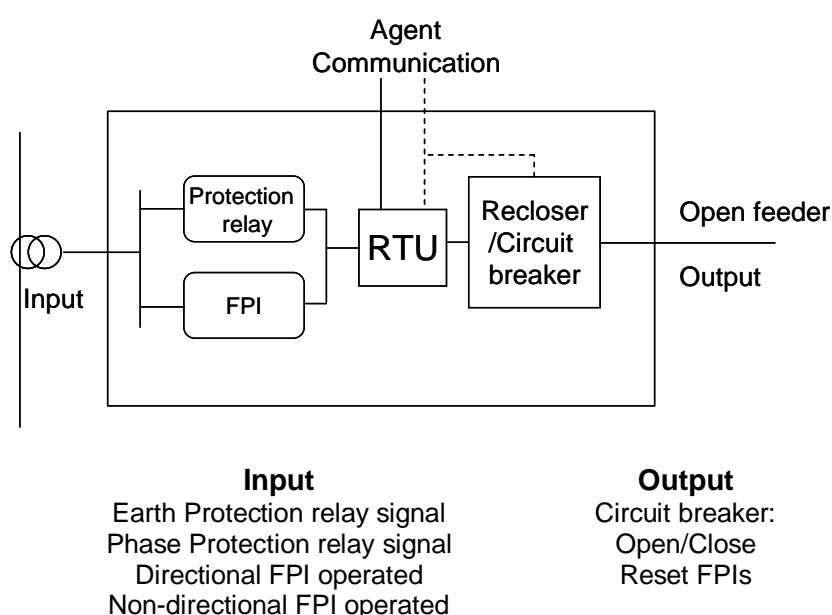 Agent
Communication
Protection
relay
FPI
RTU
Recloser
/Circuit
breaker
Open feeder
Output
Input
Input
Earth Protection relay signal
Phase Protection relay signal
Directional FPI operated
Non-directional FPI operated
Output
Circuit breaker:
Open/Close
Reset FPIs